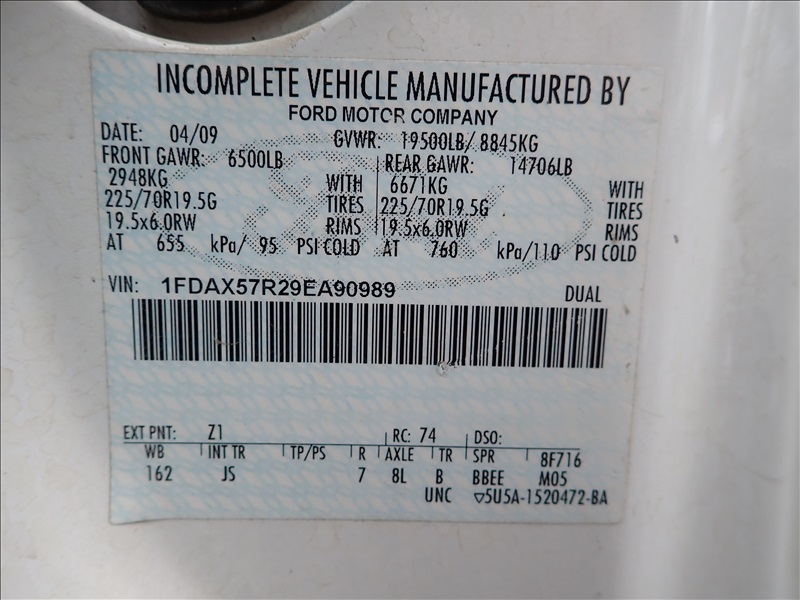 INCOMPLETE VEHICLE MANUFACTURED BY
FORD MOTOR COMPANY
DATE: 04/09 GVWR: 19500LB/ 8845KG
FRONT GAWR: 6500LB REAR GAWR: 14706LB
2948KG WITH 6671KG WITH
225/70R19.5G TIRES 225/70R19.5G TIRES
19.5x6.0RW RIMS 19.5x6.0RW RIMS
AT 655 kPa/ 95 PSI COLD AT 760 kPa/110 PSI COLD
VIN: 1FDAX57R29EA90989 DUAL
EXT PNT: Z1 RC: 74 DSO:
WB INT TR TP/PS R AXLE TR SPR 8F716
162 JS 7 8L B BBEE M05
UNC ▽5U5A-1520472-BA